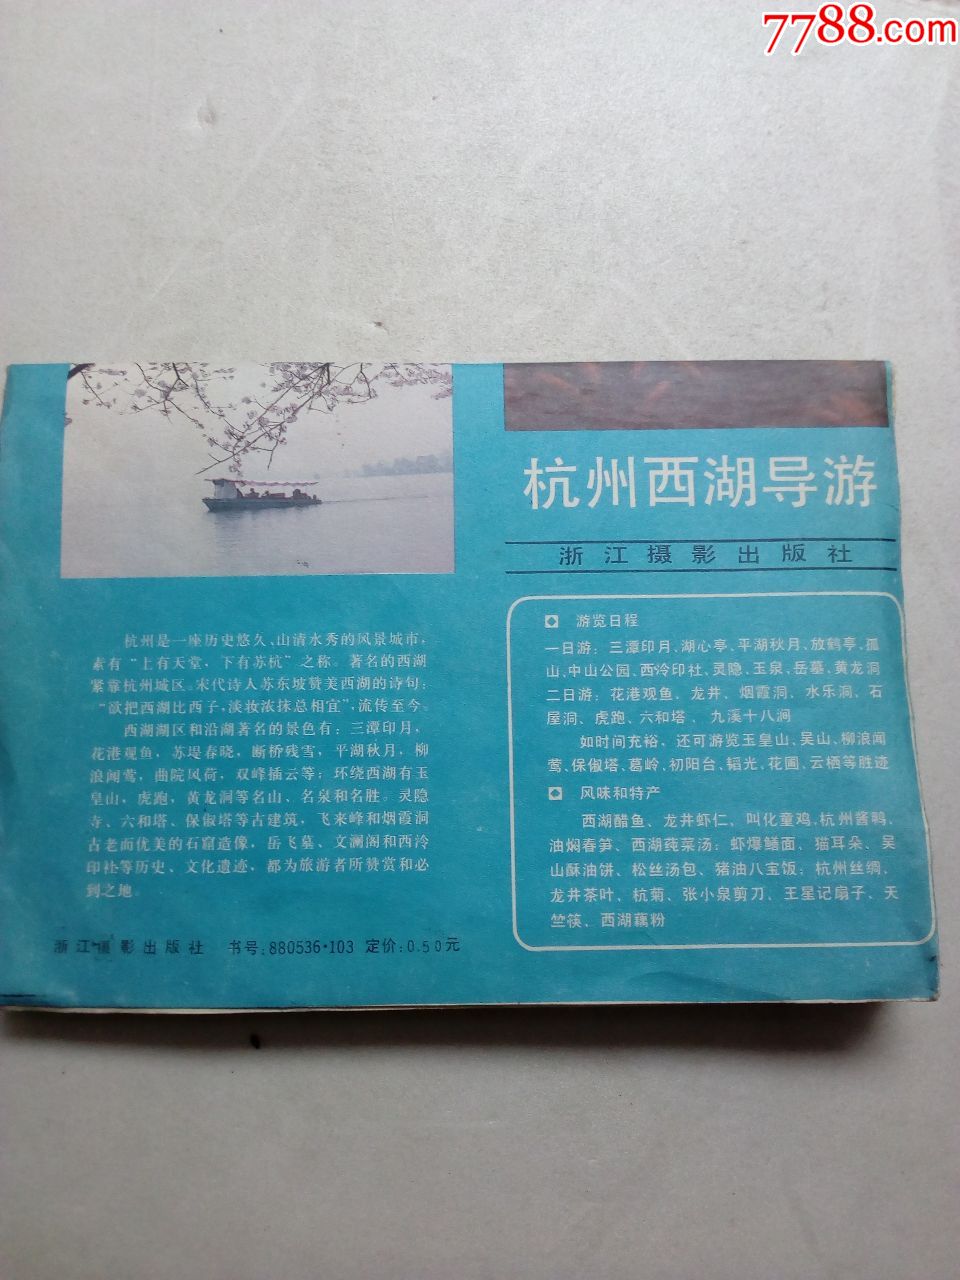 7788.com
杭州是一座历史悠久、山清水秀的风景城市，
素有“上有天堂，下有苏杭”之称。著名的西湖
紧靠杭州城区。宋代诗人苏东坡赞美西湖的诗句：
“欲把西湖比西子，淡妆浓抹总相宜”，流传至今。
西湖湖区和沿湖著名的景色有：三潭印月，
花港观鱼，苏堤春晓，断桥残雪，平湖秋月，柳
浪闻莺，曲院风荷，双峰插云等；环绕西湖有玉
皇山，虎跑，黄龙洞等名山、名泉和名胜。灵隐
寺、六和塔、保俶塔等古建筑，飞来峰和烟霞洞
古老而优美的石窟造像，岳飞墓、文澜阁和西泠
印社等历史、文化遗迹，都为旅游者所赞赏和必
到之地。
浙江摄影出版社 书号：880536·103 定价：0.50元
杭州西湖导游
浙江摄影出版社
游览日程
一日游：三潭印月、湖心亭、平湖秋月、放鹤亭、孤
山、中山公园、西泠印社、灵隐、玉泉、岳墓、黄龙洞
二日游：花港观鱼、龙井、烟霞洞、水乐洞、石
屋洞、虎跑、六和塔、九溪十八涧
如时间充裕，还可游览玉皇山、吴山、柳浪闻
莺、保俶塔、葛岭、初阳台、韬光、花圃、云栖等胜迹
风味和特产
西湖醋鱼、龙井虾仁、叫化童鸡、杭州酱鸭、
油焖春笋、西湖莼菜汤；虾爆鳝面、猫耳朵、吴
山酥油饼、松丝汤包、猪油八宝饭；杭州丝绸、
龙井茶叶、杭菊、张小泉剪刀、王星记扇子、天
竺筷、西湖藕粉